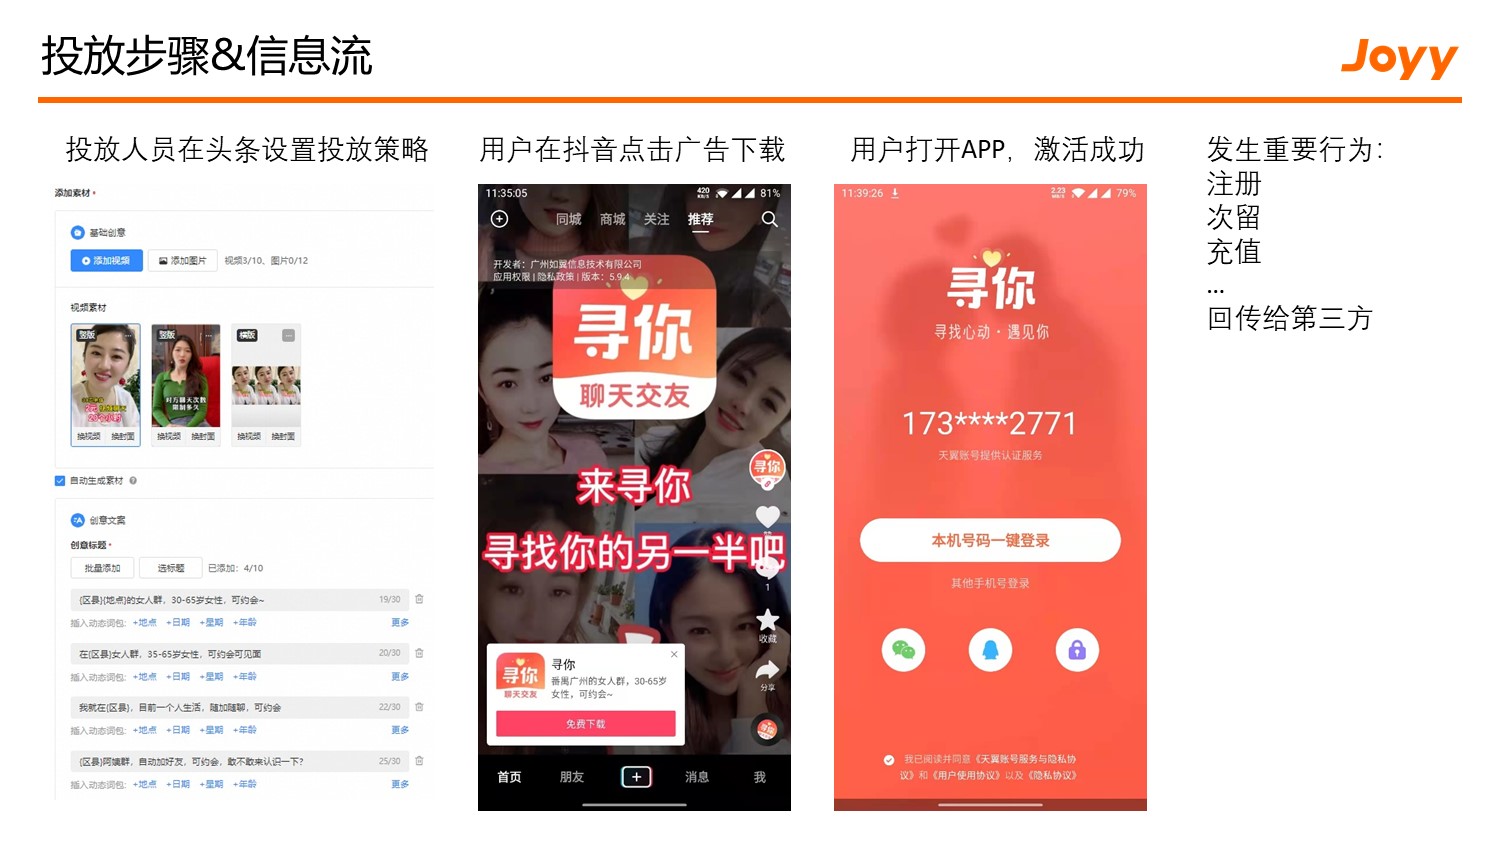 投放步骤&信息流
Joyy
投放人员在头条设置投放策略
添加素材 •
基础创意
添加视频 添加图片 视频3/10、图片0/12
视频素材
竖版 竖版 横版
对方聊天次数
限制多久
换视频 换封面 换视频 换封面 换视频 换封面
自动生成素材
创意文案
创意标题 •
批量添加 选标题 已添加：4/10
{区县}{地点}的女人群，30-65岁女性，可约会~ 19/30
插入动态词包: +地点 +日期 +星期 +年龄 更多
在{区县}女人群，35-65岁女性，可约会可见面 20/30
插入动态词包: +地点 +日期 +星期 +年龄 更多
我就在{区县}，目前一个人生活，随加随聊，可约会 22/30
插入动态词包: +地点 +日期 +星期 +年龄 更多
{区县}阿姨群，自动加好友，可约会，敢不敢来认识一下? 25/30
插入动态词包: +地点 +日期 +星期 +年龄 更多
用户在抖音点击广告下载
11:35:05 420 KB/S 81%
同城 商城 关注 推荐
开发者：广州如翼信息技术有限公司
应用权限 | 隐私政策 | 版本：5.9.4
寻你
聊天交友
来寻你
寻找你的另一半吧
寻你
1
收藏
分享
寻你
聊天交友
寻你
番禺广州的女人群，30-65岁
女性，可约会~
免费下载
首页 朋友 消息 我
用户打开APP，激活成功
11:39:26 2.23 79%
寻你
寻找心动 · 遇见你
173****2771
天翼账号提供认证服务
本机号码一键登录
其他手机号登录
我已阅读并同意《天翼账号服务与隐私协
议》和《用户使用协议》以及《隐私协议》
发生重要行为：
注册
次留
充值
...
回传给第三方